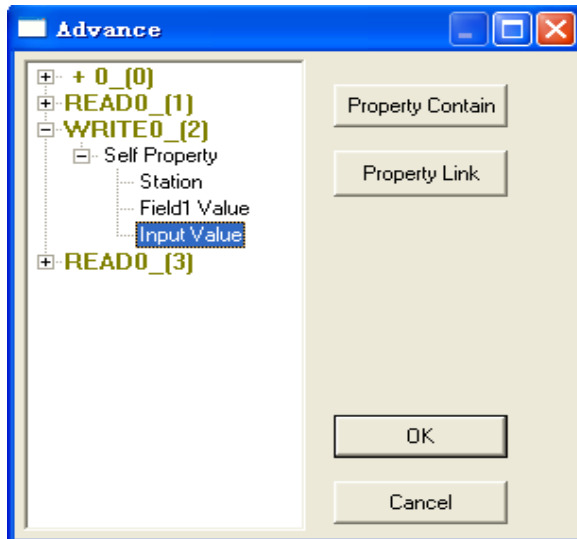 Advance
+ 0_(0)
READ0_(1)
WRITE0_(2)
Self Property
Station
Field1 Value
Input Value
READ0_(3)
Property Contain
Property Link
OK
Cancel